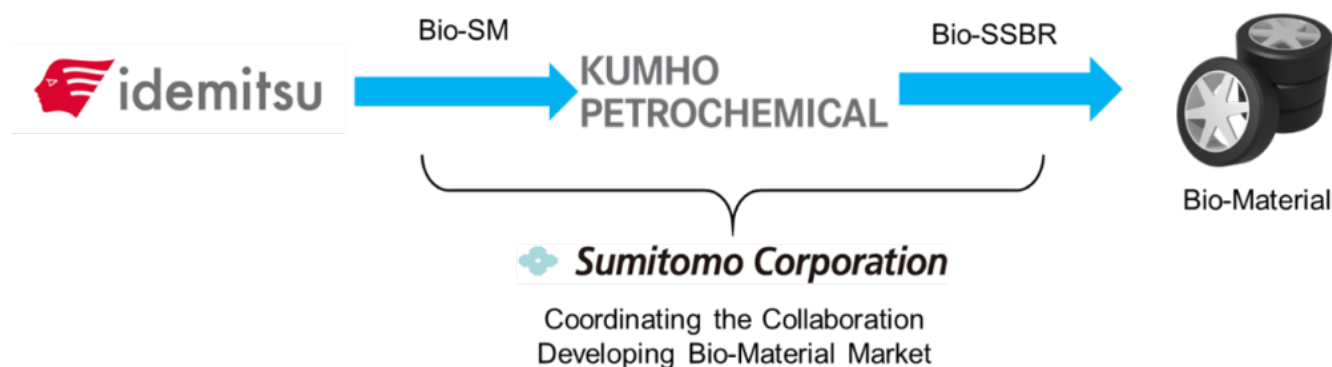 Bio-SM
Bio-SSBR
idemitsu
KUMHO
PETROCHEMICAL
Bio-Material
Sumitomo Corporation
Coordinating the Collaboration
Developing Bio-Material Market